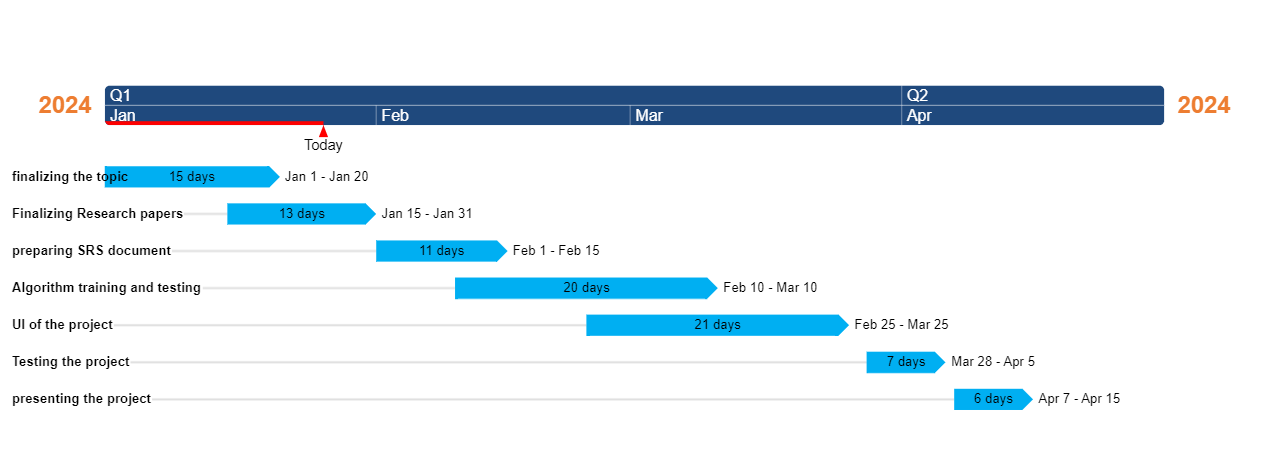 2024
Q1 Q2
Jan Feb Mar Apr
2024
Today
finalizing the topic 15 days Jan 1 - Jan 20
Finalizing Research papers 13 days Jan 15 - Jan 31
preparing SRS document 11 days Feb 1 - Feb 15
Algorithm training and testing 20 days Feb 10 - Mar 10
UI of the project 21 days Feb 25 - Mar 25
Testing the project 7 days Mar 28 - Apr 5
presenting the project 6 days Apr 7 - Apr 15